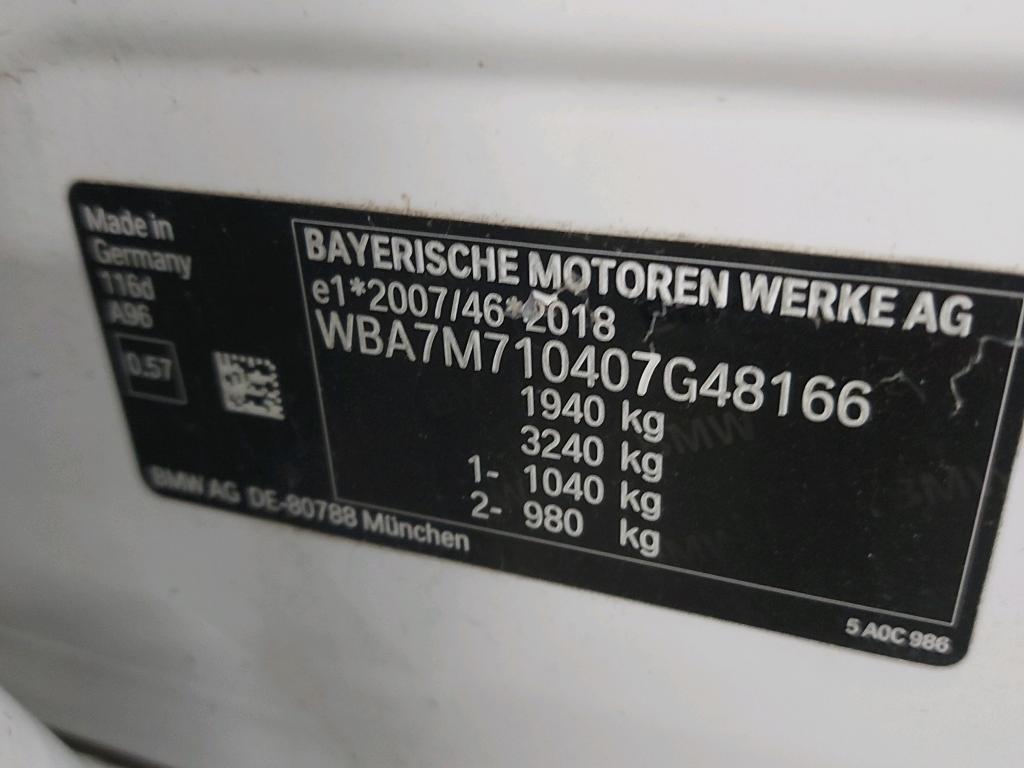 Made in
Germany
116d
A96
0.57
BAYERISCHE MOTOREN WERKE AG
e1*2007/46*2018
WBA7M710407G48166
1940 kg
3240 kg
1- 1040 kg
2- 980 kg
BMW AG DE-80788 München
5 A0C 986